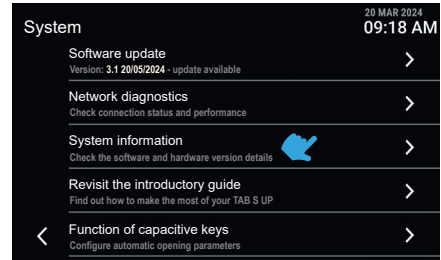 20 MAR 2024
System
09:18 AM
Software update
Version: 3.1 20/05/2024 - update available
Network diagnostics
Check connection status and performance
System information
Check the software and hardware version details
Revisit the introductory guide
Find out how to make the most of your TAB S UP
Function of capacitive keys
Configure automatic opening parameters